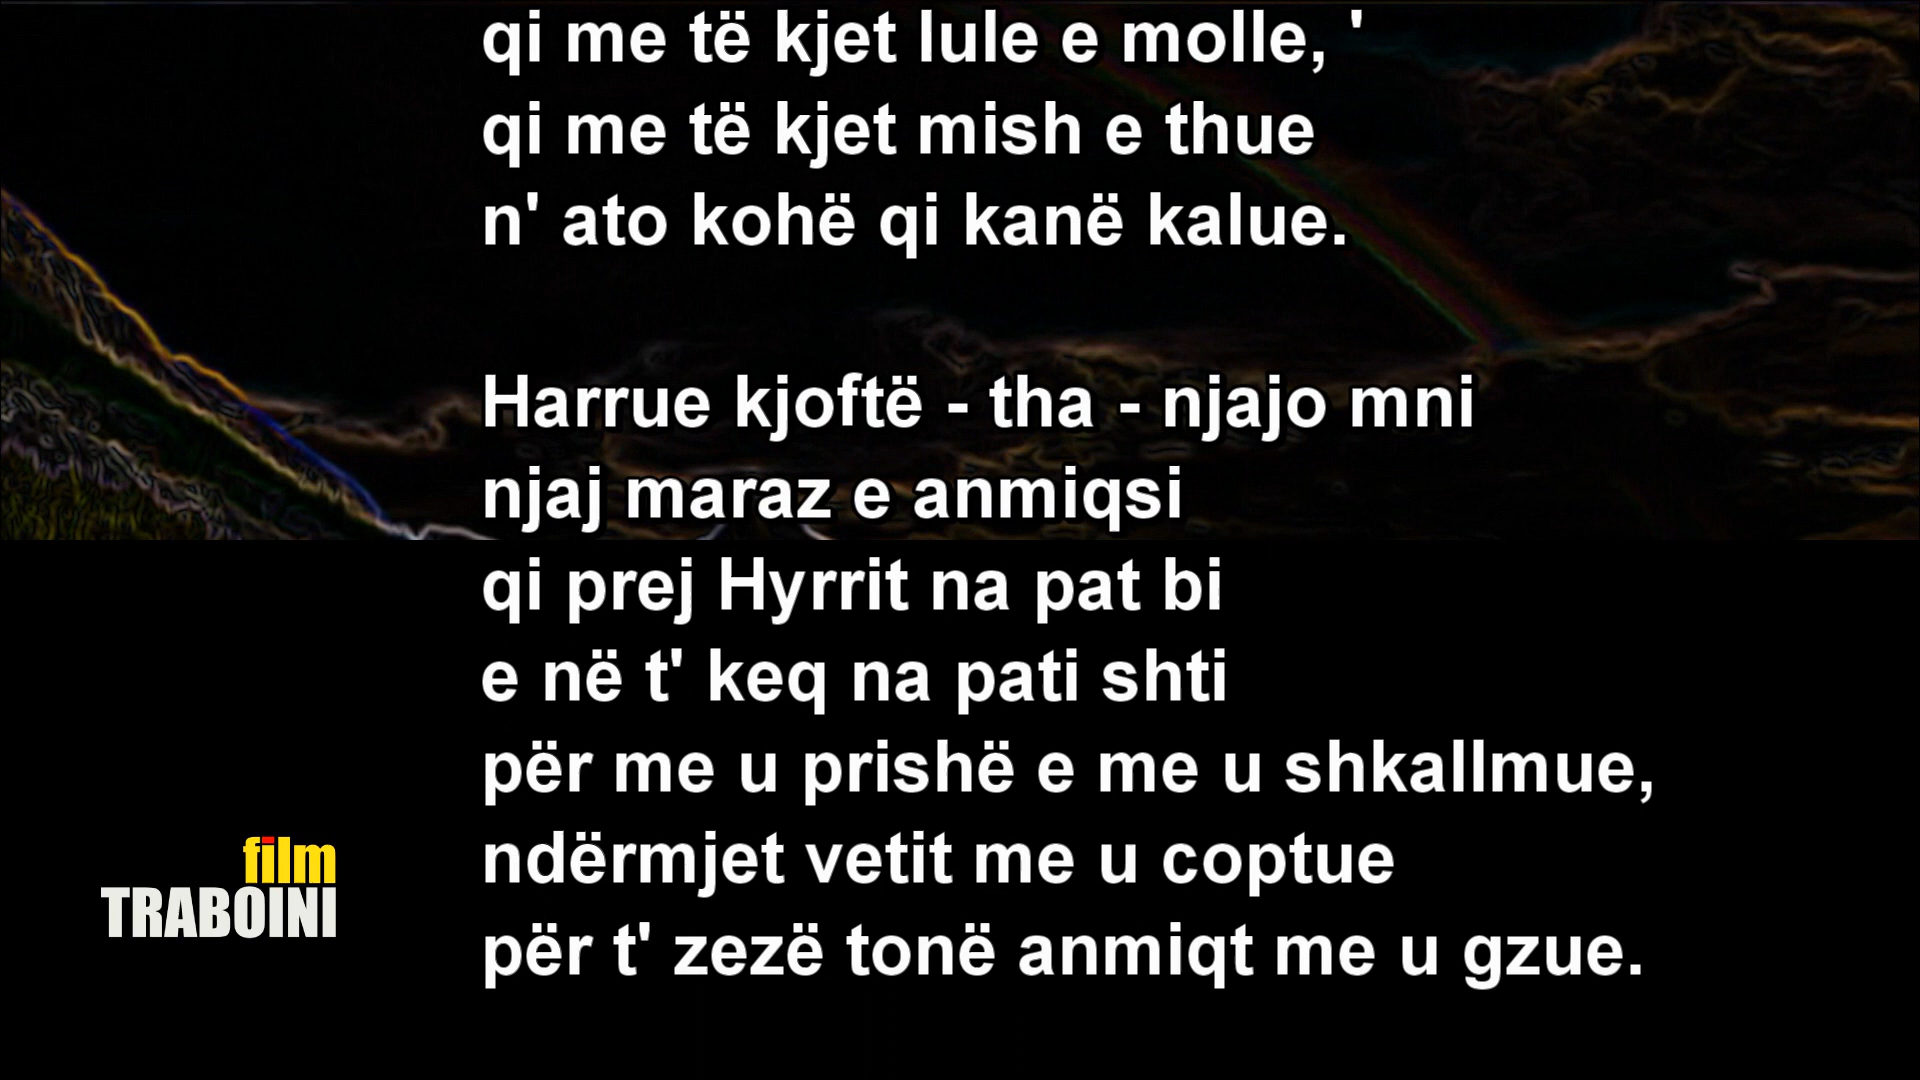 qi me të kjet lule e molle, '
qi me të kjet mish e thue
n' ato kohë qi kanë kalue.
Harrue kjoftë - tha - njajo mni
njaj maraz e anmiqsi
qi prej Hyrrit na pat bi
e në t' keq na pati shti
për me u prishë e me u shkallmue,
ndërmjet vetit me u coptue
për t' zezë tonë anmiqt me u gzue.
film
TRABOINI